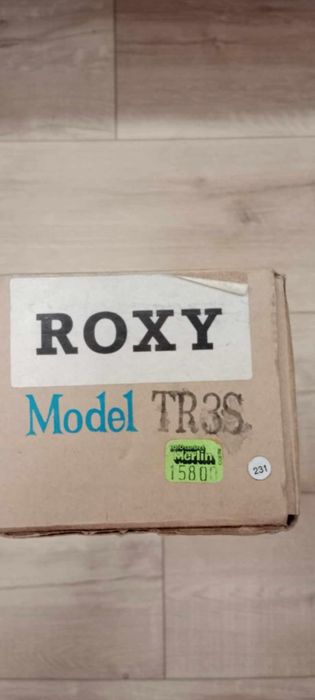 ROXY
Model TR3S
Merlin
15800
231